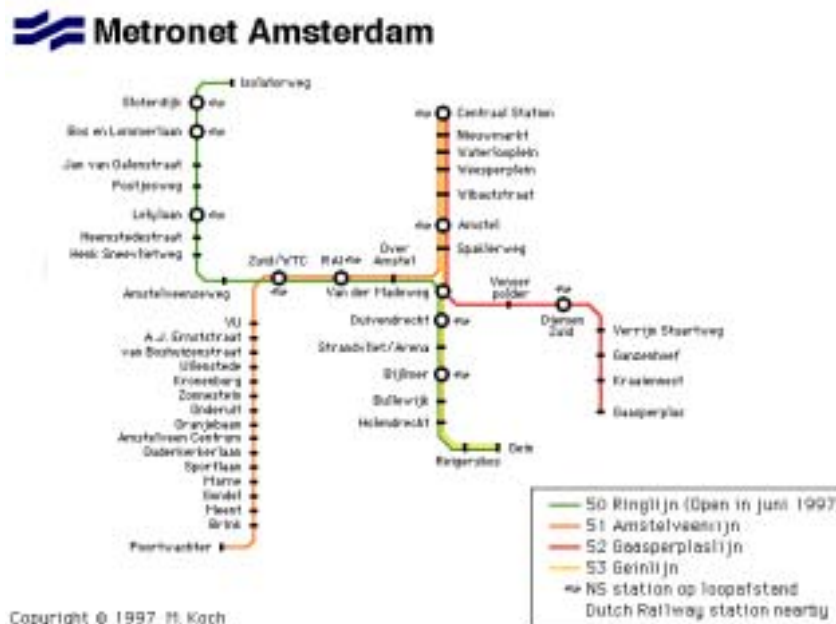 Metronet Amsterdam
Isolatorweg
Sloterdijk
Bos en Lommerlaan
Jan van Galenstraat
Postjesweg
Lelylaan
Heemstedestraat
Henk Sneevlietweg
Amstelveenseweg
Zuid/WTC
RAI
Over
Amstel
Centraal Station
Nieuwmarkt
Waterlooplein
Weesperplein
Wibautstraat
Amstel
Spaklerweg
Van der Madeweg
Venser
polder
Diemen
Zuid
Verrijn Stuartweg
Ganzenhoef
Kraaiennest
Gaasperplas
Duivendrecht
Strandvliet/Arena
Bijlmer
Bullewijk
Holendrecht
Reigersbos
Gein
VU
A.J. Ernststraat
van Boshuizenstraat
Uilenstede
Kronenburg
Zonnestein
Onderuit
Oranjebaan
Amstelveen Centrum
Ouderkerkerlaan
Sportlaan
Marne
Gondel
Meent
Brink
Poortwachter
50 Ringlijn (Open in juni 1997
51 Amstelveenlijn
52 Gaasperplaslijn
53 Geinlijn
NS station op loopafstand
Dutch Railway station nearby
Copyright © 1997 M. Koch